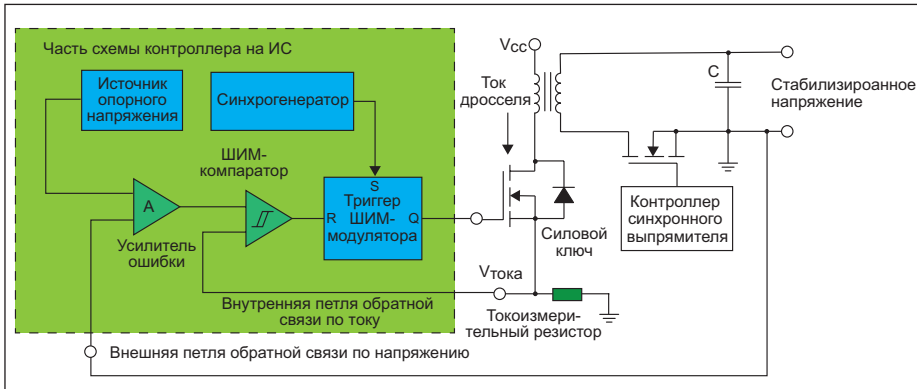 Часть схемы контроллера на ИС
Источник
опорного
напряжения
Синхрогенератор
ШИМ-
компаратор
A
Усилитель
ошибки
S
Триггер
R
ШИМ-
Q
модулятора
Внутренняя петля обратной
связи по току
Внешняя петля обратной связи по напряжению
Vcc
Ток
дросселя
Силовой
ключ
Vтока
Токоизмери-
тельный резистор
C
Стабилизироанное
напряжение
Контроллер
синхронного
выпрямителя